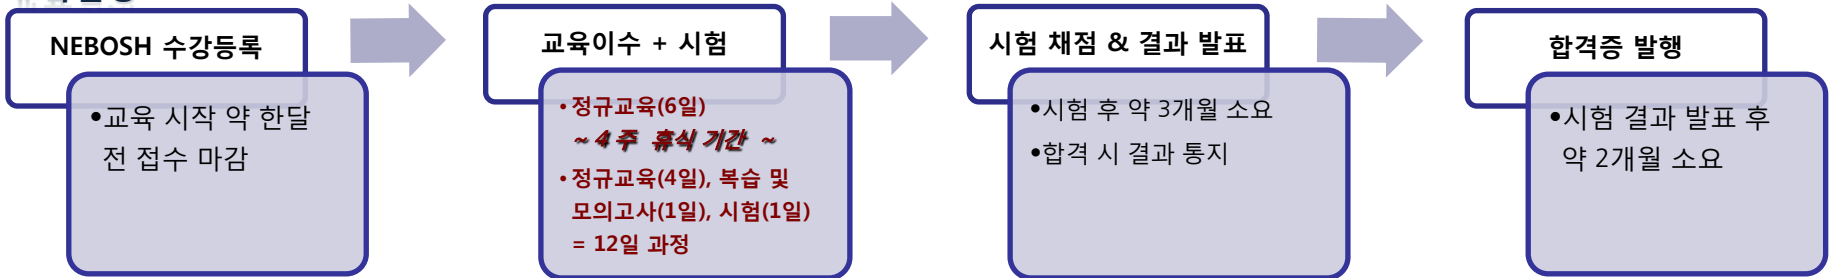 NEBOSH 수강등록
•교육 시작 약 한달
전 접수 마감
교육이수 + 시험
•정규교육(6일)
~ 4 주 휴식 기간 ~
•정규교육(4일), 복습 및
모의고사(1일), 시험(1일)
= 12일 과정
시험 채점 & 결과 발표
•시험 후 약 3개월 소요
•합격 시 결과 통지
합격증 발행
•시험 결과 발표 후
약 2개월 소요